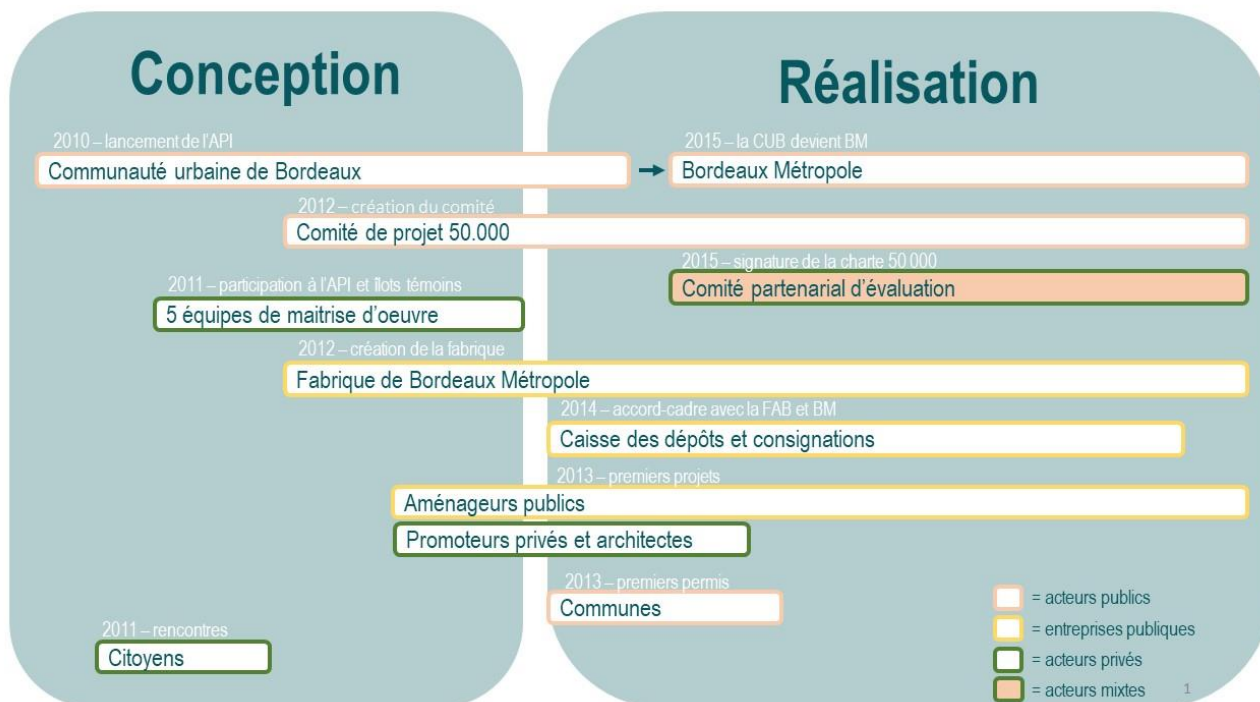 Conception
Réalisation
2010 – lancement de l'API
Communauté urbaine de Bordeaux
2015 – la CUB devient BM
Bordeaux Métropole
2012 – création du comité
Comité de projet 50.000
2015 – signature de la charte 50 000
Comité partenarial d'évaluation
2011 – participation à l'API et îlots témoins
5 équipes de maitrise d'oeuvre
2012 – création de la fabrique
Fabrique de Bordeaux Métropole
2014 – accord-cadre avec la FAB et BM
Caisse des dépôts et consignations
2013 – premiers projets
Aménageurs publics
Promoteurs privés et architectes
2013 – premiers permis
Communes
2011 – rencontres
Citoyens
= acteurs publics
= entreprises publiques
= acteurs privés
= acteurs mixtes
1